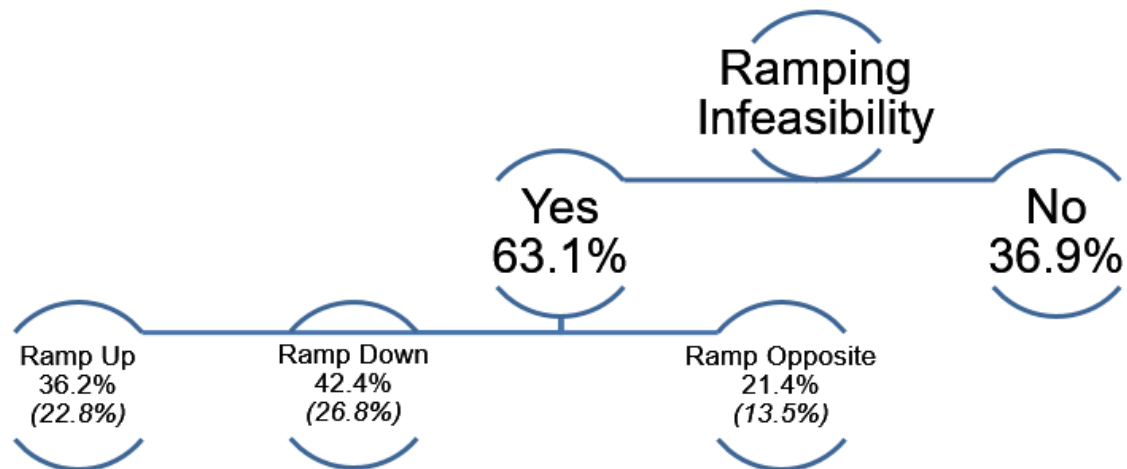 Ramping
Infeasibility
Yes
63.1%
No
36.9%
Ramp Up
36.2%
(22.8%)
Ramp Down
42.4%
(26.8%)
Ramp Opposite
21.4%
(13.5%)